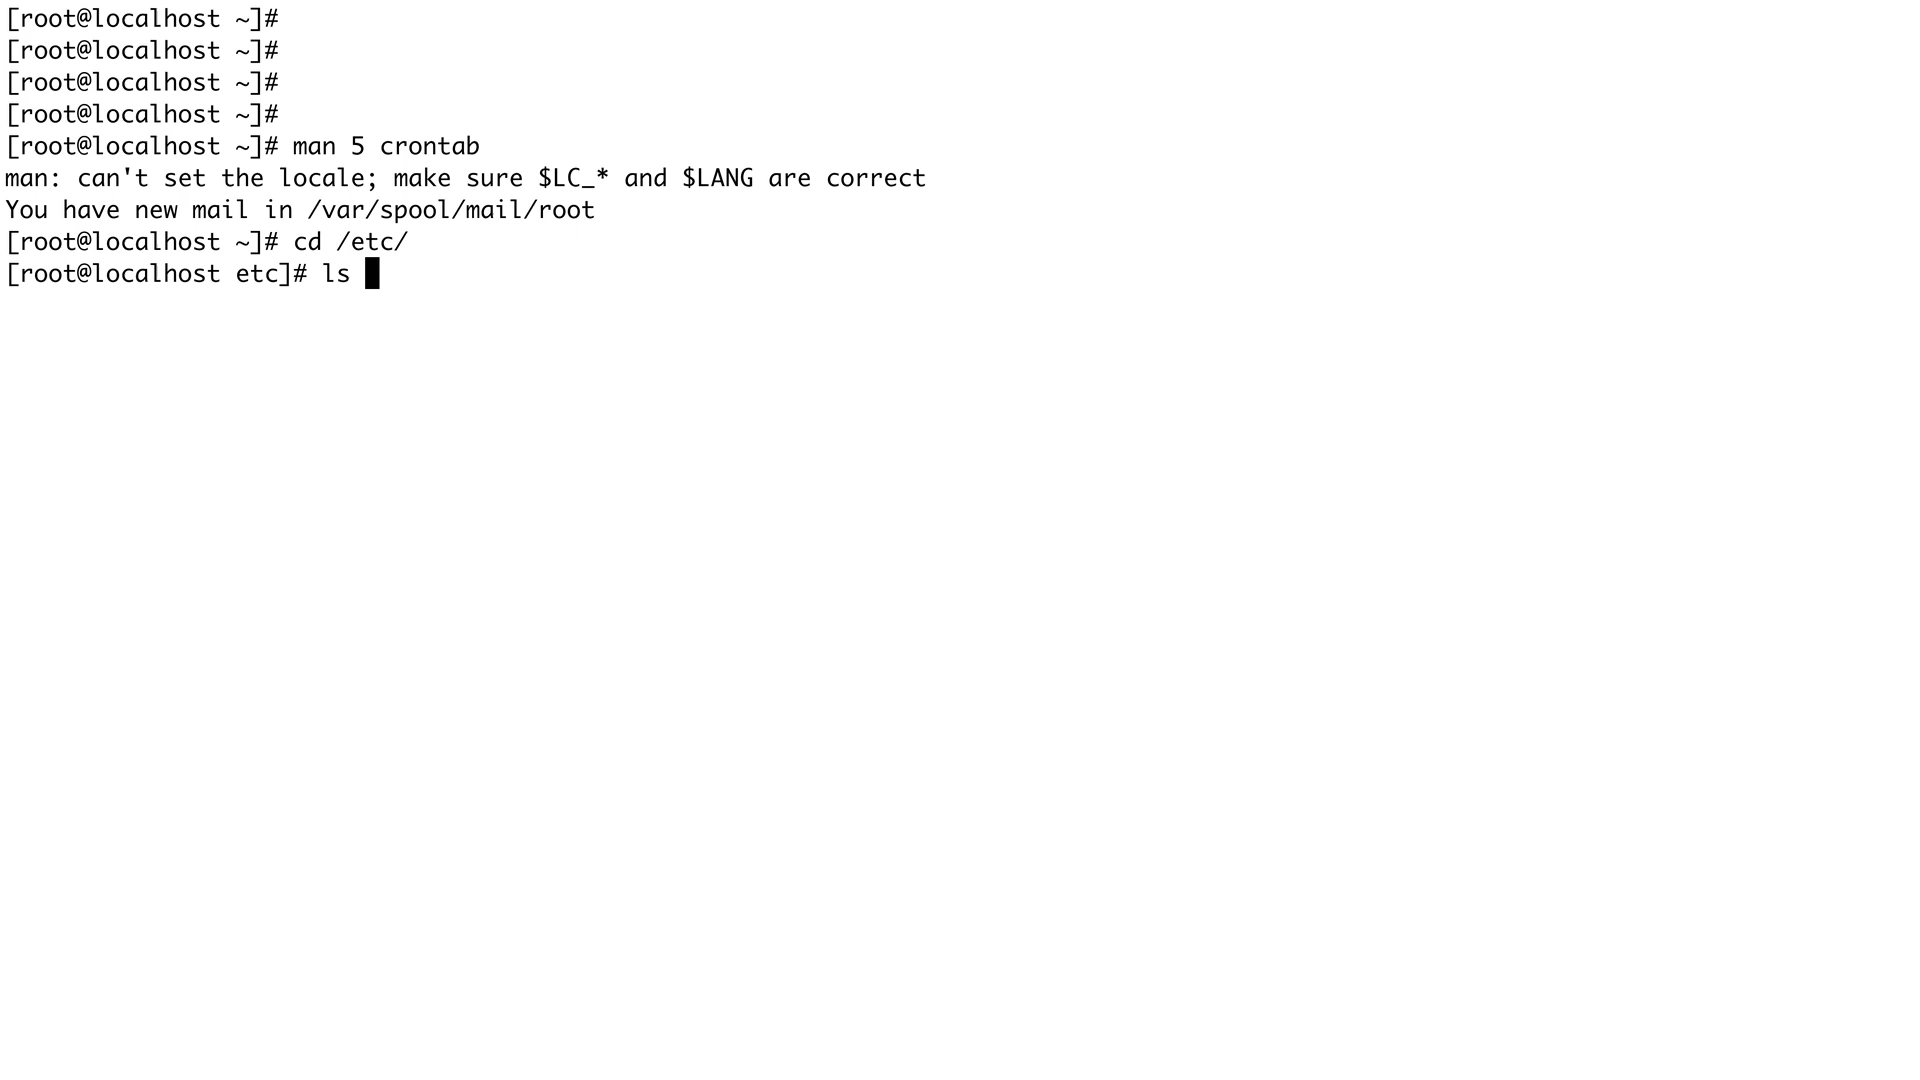 [root@localhost ~]#
[root@localhost ~]#
[root@localhost ~]#
[root@localhost ~]#
[root@localhost ~]# man 5 crontab
man: can't set the locale; make sure $LC_* and $LANG are correct
You have new mail in /var/spool/mail/root
[root@localhost ~]# cd /etc/
[root@localhost etc]# ls